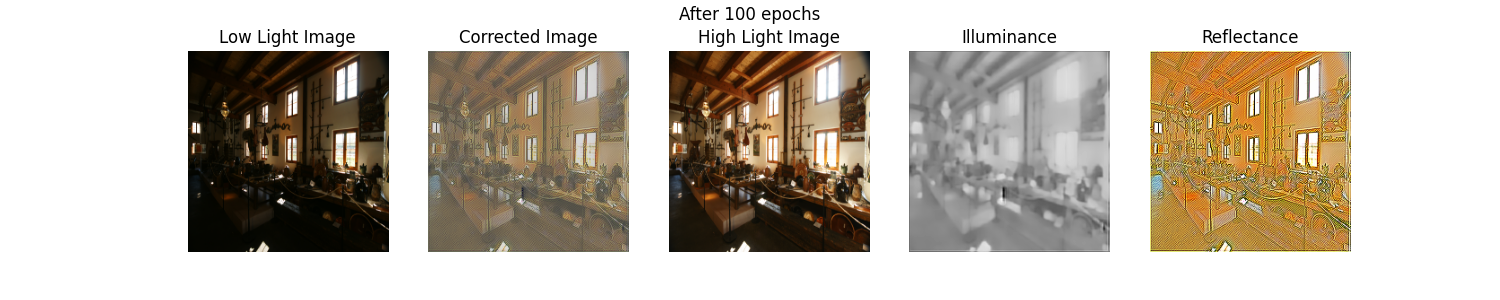 After 100 epochs
Low Light Image
Corrected Image
High Light Image
Illuminance
Reflectance